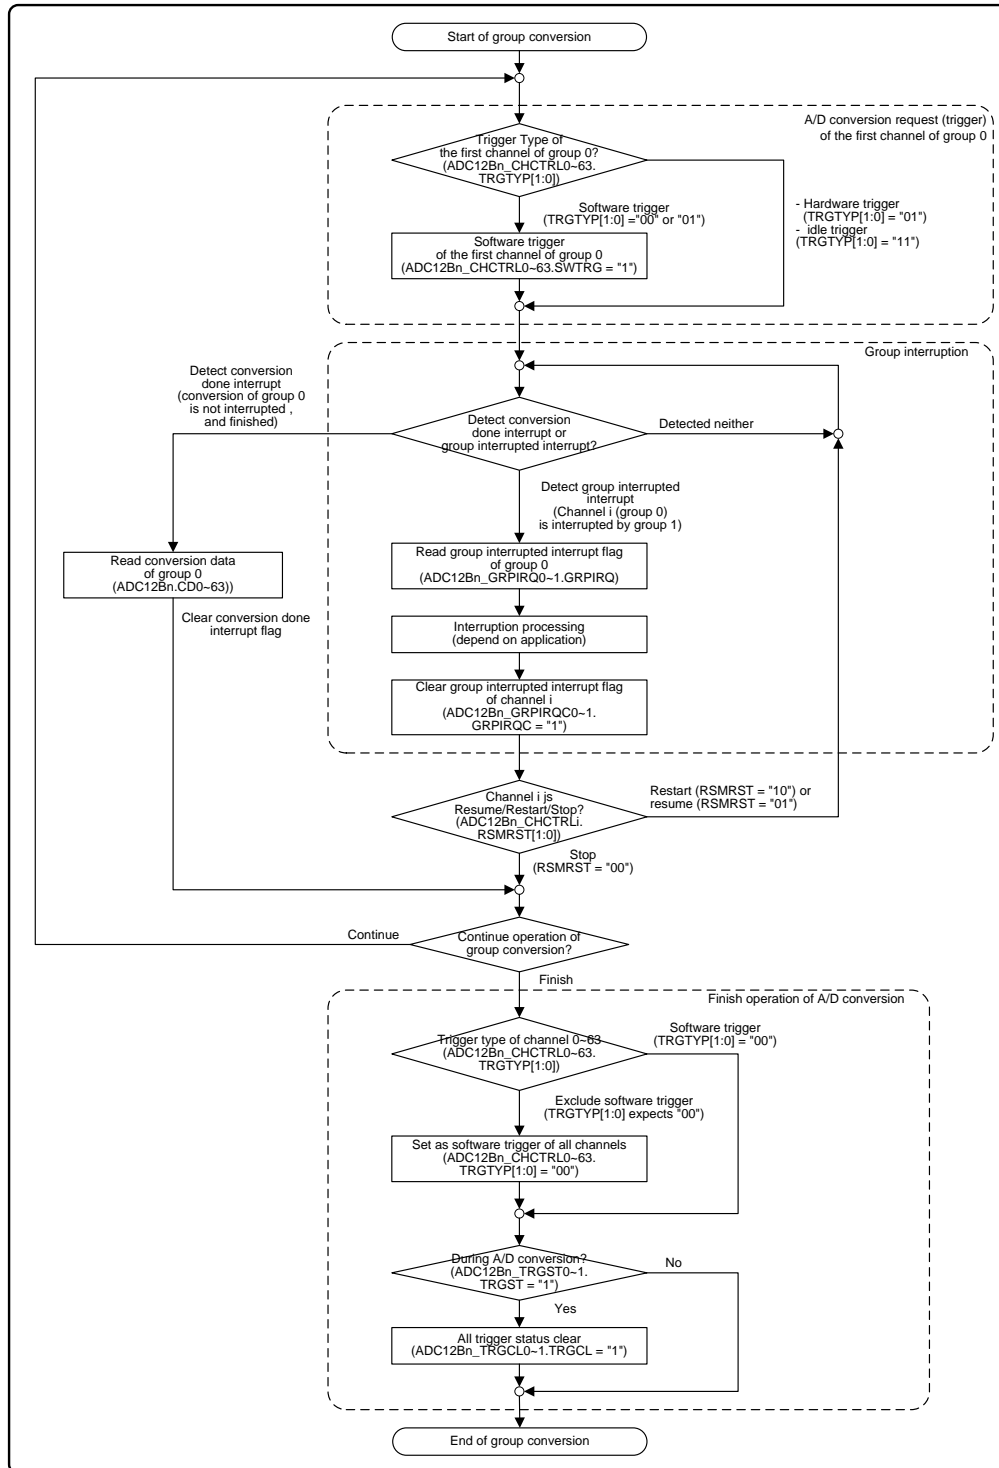 Start of group conversion
A/D conversion request (trigger)
of the first channel of group 0
Trigger Type of
the first channel of group 0?
(ADC12Bn_CHCTRL0~63.
TRGTYP[1:0])
Software trigger
(TRGTYP[1:0] ="00" or "01")
- Hardware trigger
(TRGTYP[1:0] = "01")
- idle trigger
(TRGTYP[1:0] = "11")
Software trigger
of the first channel of group 0
(ADC12Bn_CHCTRL0~63.SWTRG = "1")
Group interruption
Detect conversion
done interrupt
(conversion of group 0
is not interrupted ,
and finished)
Detect conversion
done interrupt or
group interrupted interrupt?
Detected neither
Detect group interrupted
interrupt
(Channel i (group 0)
is interrupted by group 1)
Read conversion data
of group 0
(ADC12Bn.CD0~63))
Read group interrupted interrupt flag
of group 0
(ADC12Bn_GRPIRQ0~1.GRPIRQ)
Clear conversion done
interrupt flag
Interruption processing
(depend on application)
Clear group interrupted interrupt flag
of channel i
(ADC12Bn_GRPIRQC0~1.
GRPIRQC = "1")
Channel i js
Resume/Restart/Stop?
(ADC12Bn_CHCTRLi.
RSMRST[1:0])
Restart (RSMRST = "10") or
resume (RSMRST = "01")
Stop
(RSMRST = "00")
Continue
Continue operation of
group conversion?
Finish
Finish operation of A/D conversion
Trigger type of channel 0~63
(ADC12Bn_CHCTRL0~63.
TRGTYP[1:0])
Software trigger
(TRGTYP[1:0] = "00")
Exclude software trigger
(TRGTYP[1:0] expects "00")
Set as software trigger of all channels
(ADC12Bn_CHCTRL0~63.
TRGTYP[1:0] = "00")
During A/D conversion?
(ADC12Bn_TRGST0~1.
TRGST = "1")
No
Yes
All trigger status clear
(ADC12Bn_TRGCL0~1.TRGCL = "1")
End of group conversion